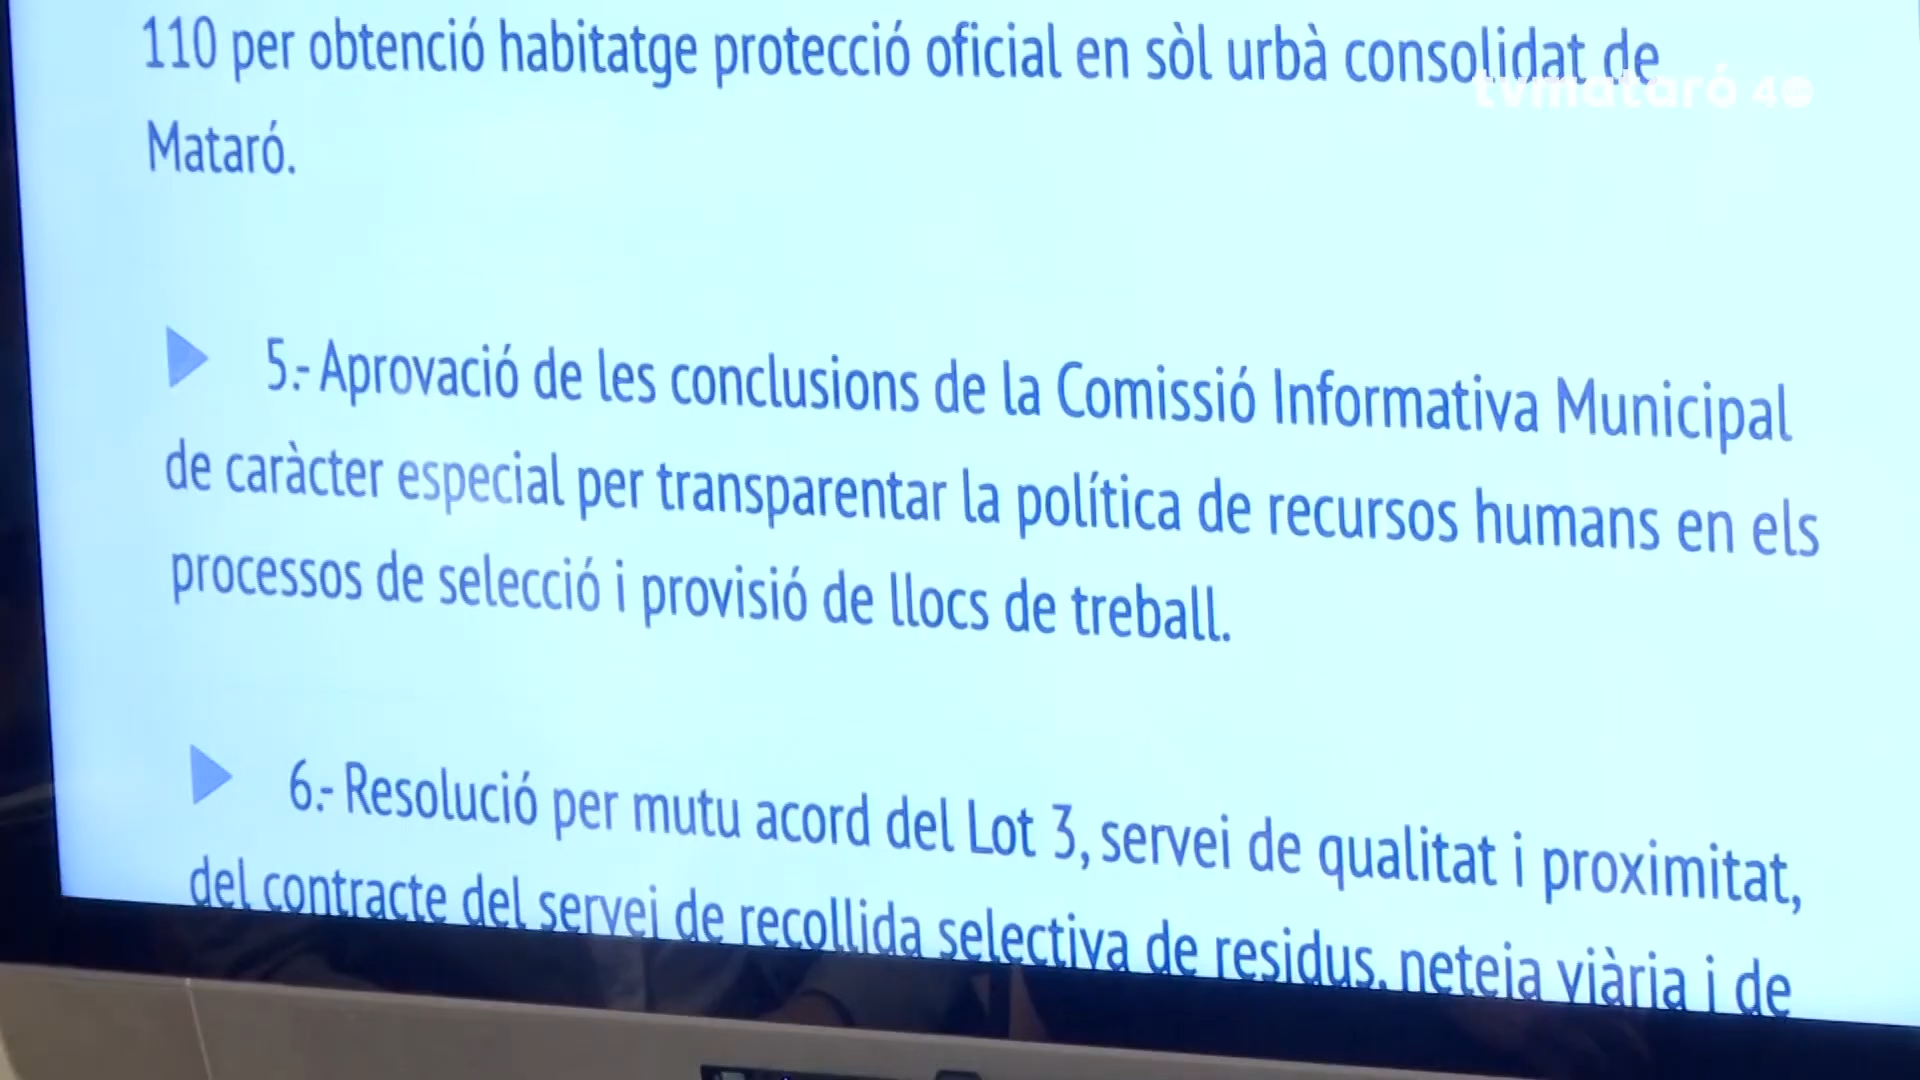 110 per obtenció habitatge protecció oficial en sòl urbà consolidat de
tvmataró 40
Mataró.
5.- Aprovació de les conclusions de la Comissió Informativa Municipal
de caràcter especial per transparentar la política de recursos humans en els
processos de selecció i provisió de llocs de treball.
6.- Resolució per mutu acord del Lot 3, servei de qualitat i proximitat,
del contracte del servei de recollida selectiva de residus, neteja viària i de